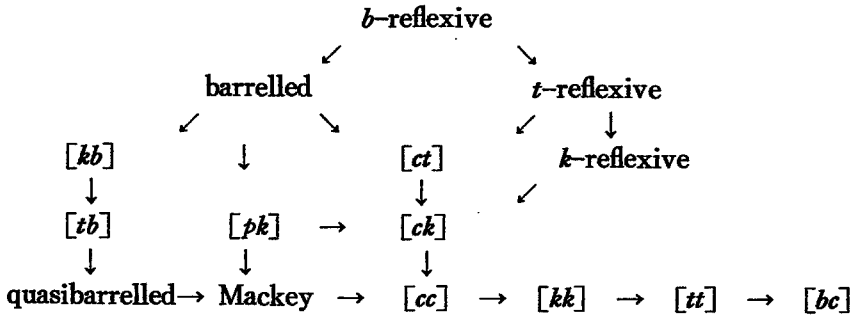 b–reflexive
↙ ↘
barrelled t–reflexive
↙ ↘ ↙ ↓
[kb] ↓ [ct] k–reflexive
↓ ↓ ↙
[tb] [pk] → [ck]
↓ ↓ ↓
quasibarrelled→ Mackey → [cc] → [kk] → [tt] → [bc]